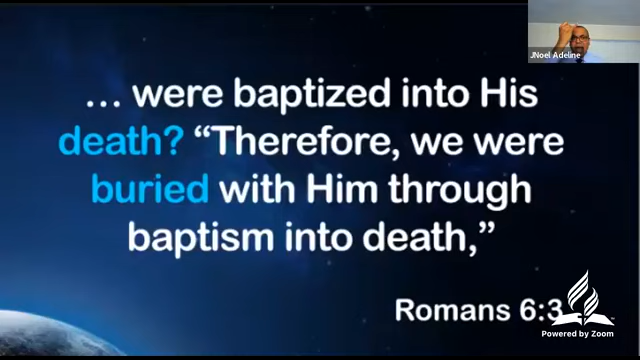 JNoel Adeline
... were baptized into His
death? “Therefore, we were
buried with Him through
baptism into death,”
Romans 6:3
Powered by Zoom